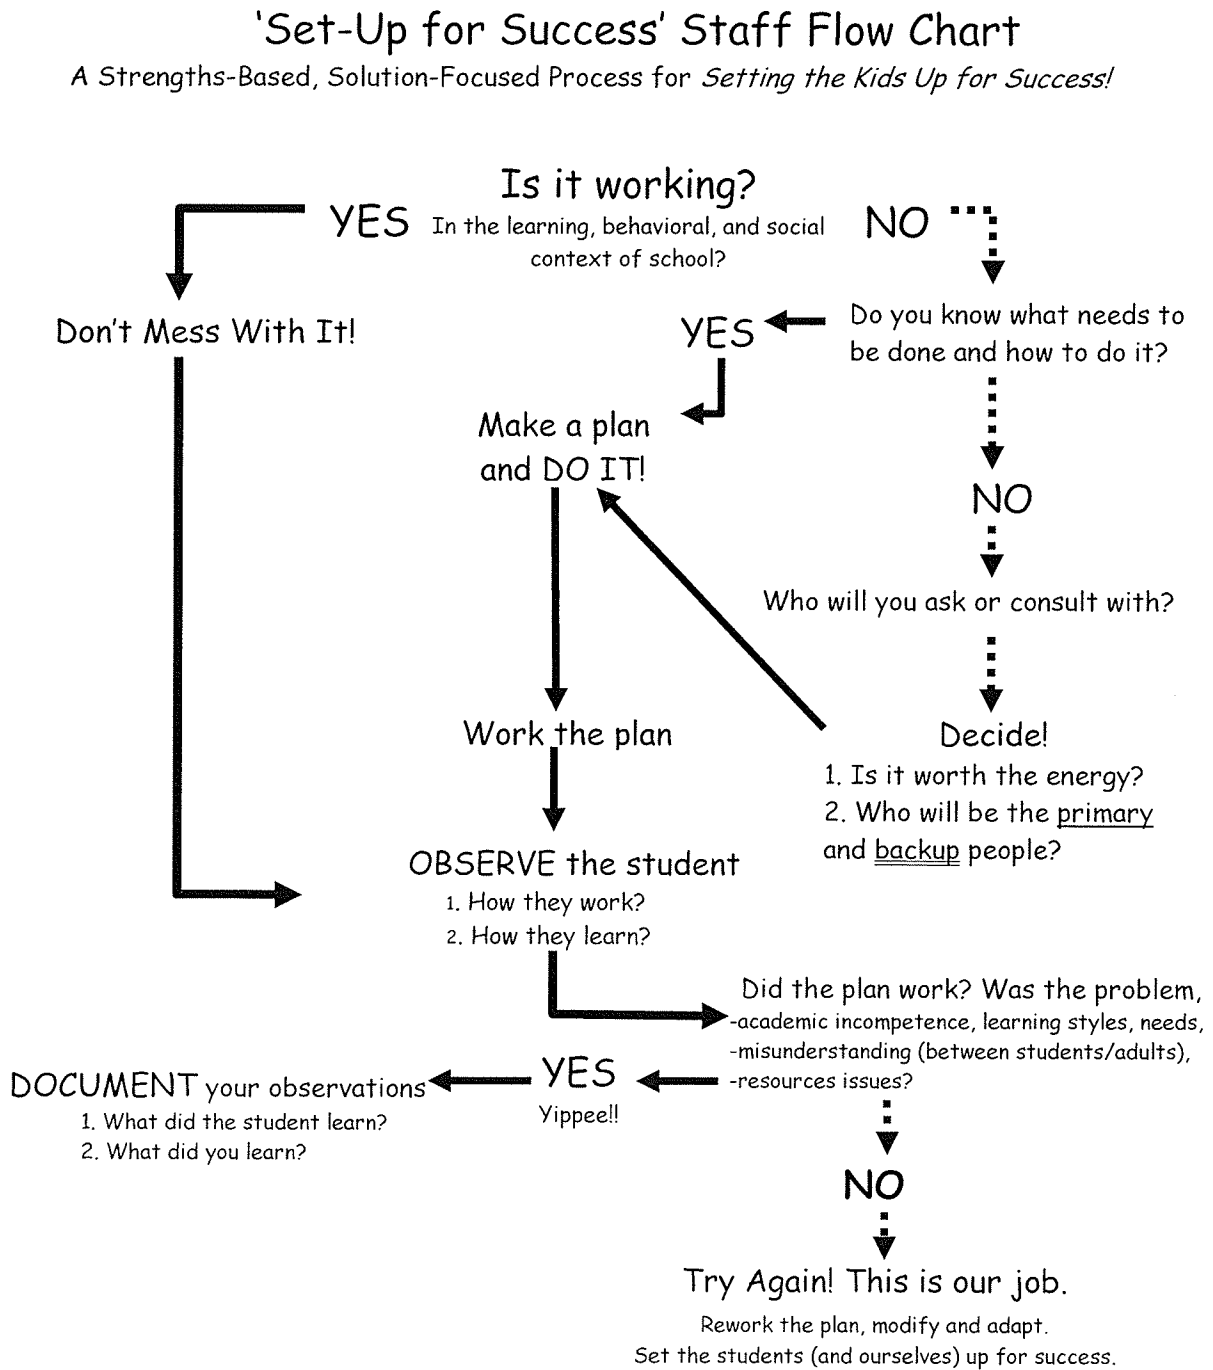 'Set-Up for Success' Staff Flow Chart
A Strengths-Based, Solution-Focused Process for Setting the Kids Up for Success!
Is it working?
YES
In the learning, behavioral, and social
context of school?
NO
Don't Mess With It!
YES
Do you know what needs to
be done and how to do it?
Make a plan
and DO IT!
NO
Who will you ask or consult with?
Work the plan
Decide!
1. Is it worth the energy?
2. Who will be the primary
and backup people?
OBSERVE the student
1. How they work?
2. How they learn?
Did the plan work? Was the problem,
-academic incompetence, learning styles, needs,
-misunderstanding (between students/adults),
-resources issues?
YES
Yippee!!
DOCUMENT your observations
1. What did the student learn?
2. What did you learn?
NO
Try Again! This is our job.
Rework the plan, modify and adapt.
Set the students (and ourselves) up for success.